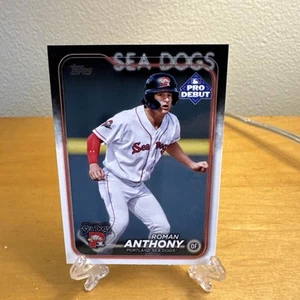 Topps
SEA DOGS
PRO
DEBUT
Sea Dogs
ROMAN
ANTHONY
OF
PORTLAND SEA DOGS